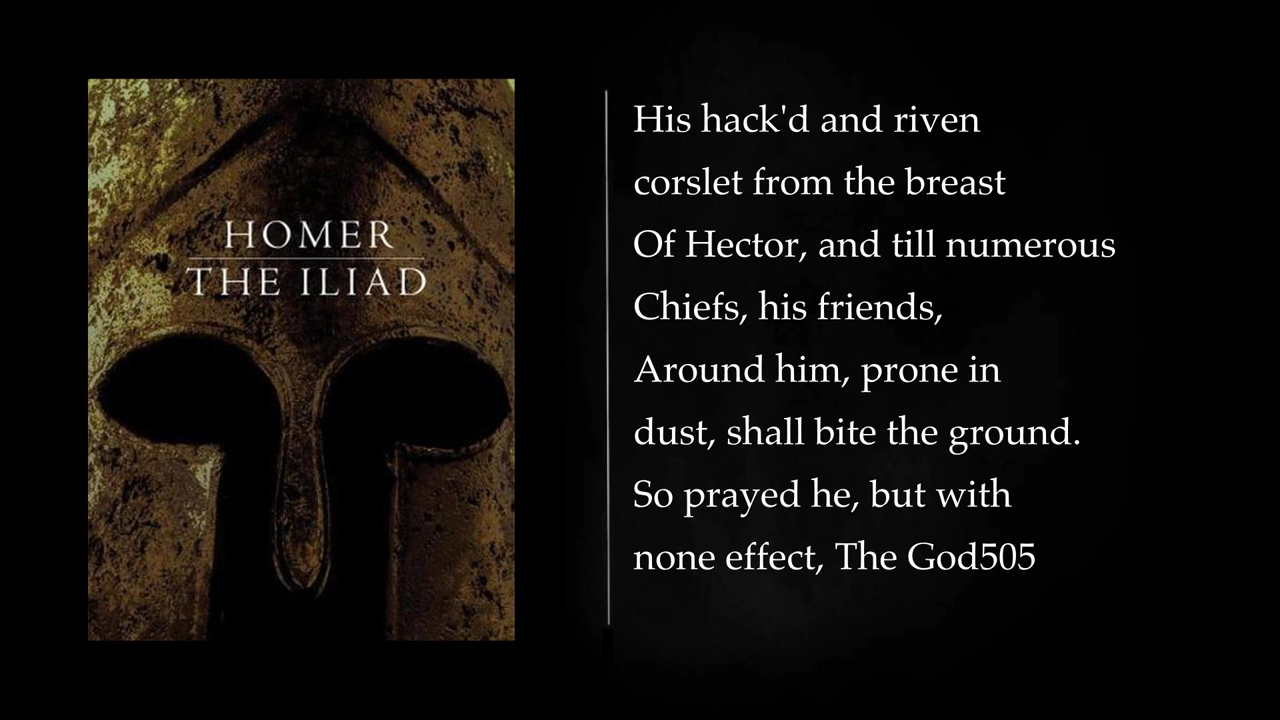 HOMER
THE ILIAD
His hack'd and riven
corslet from the breast
Of Hector, and till numerous
Chiefs, his friends,
Around him, prone in
dust, shall bite the ground.
So prayed he, but with
none effect, The God505